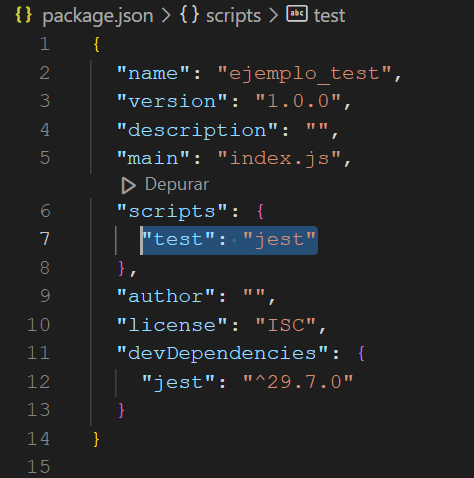 {} package.json > {} scripts > abc test
1 {
2 "name": "ejemplo_test",
3 "version": "1.0.0",
4 "description": "",
5 "main": "index.js",
Depurar
6 "scripts": {
7 "test": "jest"
8 },
9 "author": "",
10 "license": "ISC",
11 "devDependencies": {
12 "jest": "^29.7.0"
13 }
14 }
15